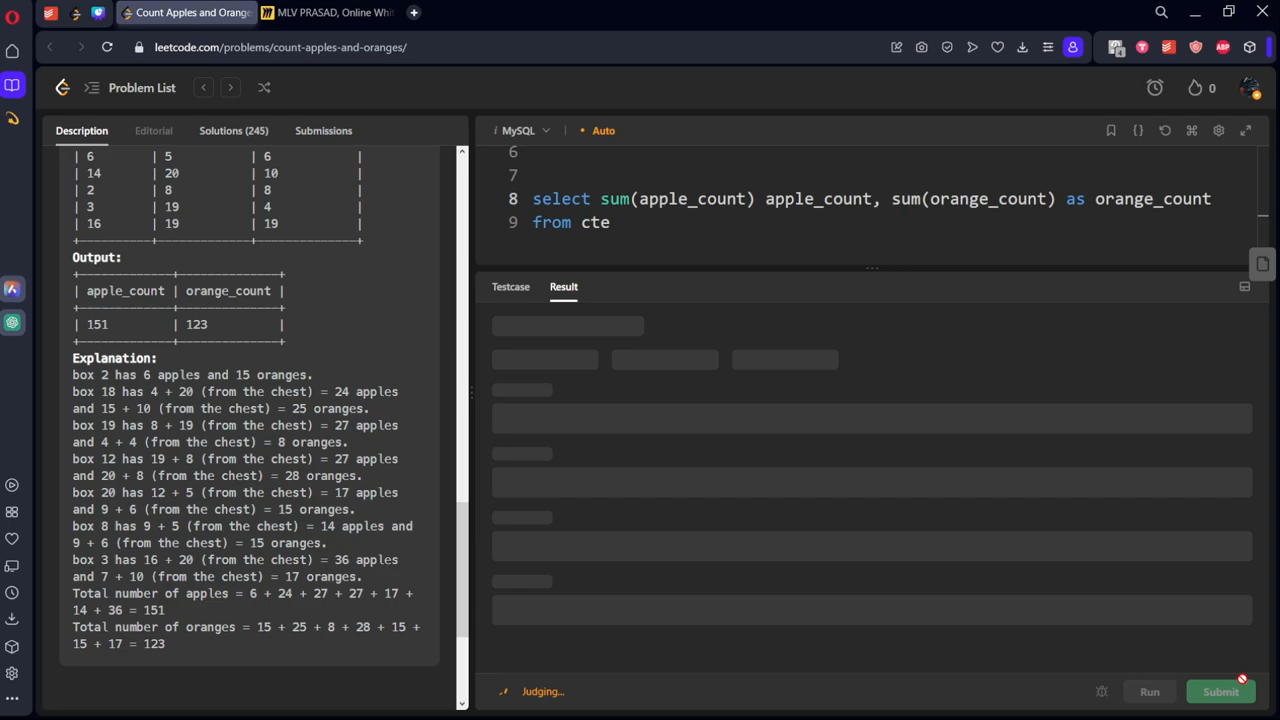 Count Apples and Orange
MLV PRASAD, Online Whit
leetcode.com/problems/count-apples-and-oranges/
4
ABP
Problem List
0
Description
Editorial
Solutions (245)
Submissions
i MySQL
• Auto
| 6 | 5 | 6 |
| 14 | 20 | 10 |
| 2 | 8 | 8 |
| 3 | 19 | 4 |
| 16 | 19 | 19 |
+-----------+-------------+--------------+
Output:
+-------------+--------------+
| apple_count | orange_count |
+-------------+--------------+
| 151 | 123 |
+-------------+--------------+
Explanation:
box 2 has 6 apples and 15 oranges.
box 18 has 4 + 20 (from the chest) = 24 apples
and 15 + 10 (from the chest) = 25 oranges.
box 19 has 8 + 19 (from the chest) = 27 apples
and 4 + 4 (from the chest) = 8 oranges.
box 12 has 19 + 8 (from the chest) = 27 apples
and 20 + 8 (from the chest) = 28 oranges.
box 20 has 12 + 5 (from the chest) = 17 apples
and 9 + 6 (from the chest) = 15 oranges.
box 8 has 9 + 5 (from the chest) = 14 apples and
9 + 6 (from the chest) = 15 oranges.
box 3 has 16 + 20 (from the chest) = 36 apples
and 7 + 10 (from the chest) = 17 oranges.
Total number of apples = 6 + 24 + 27 + 27 + 17 +
14 + 36 = 151
Total number of oranges = 15 + 25 + 8 + 28 + 15 +
15 + 17 = 123
6
7
8 select sum(apple_count) apple_count, sum(orange_count) as orange_count
9 from cte
Testcase
Result
Judging...
Run
Submit